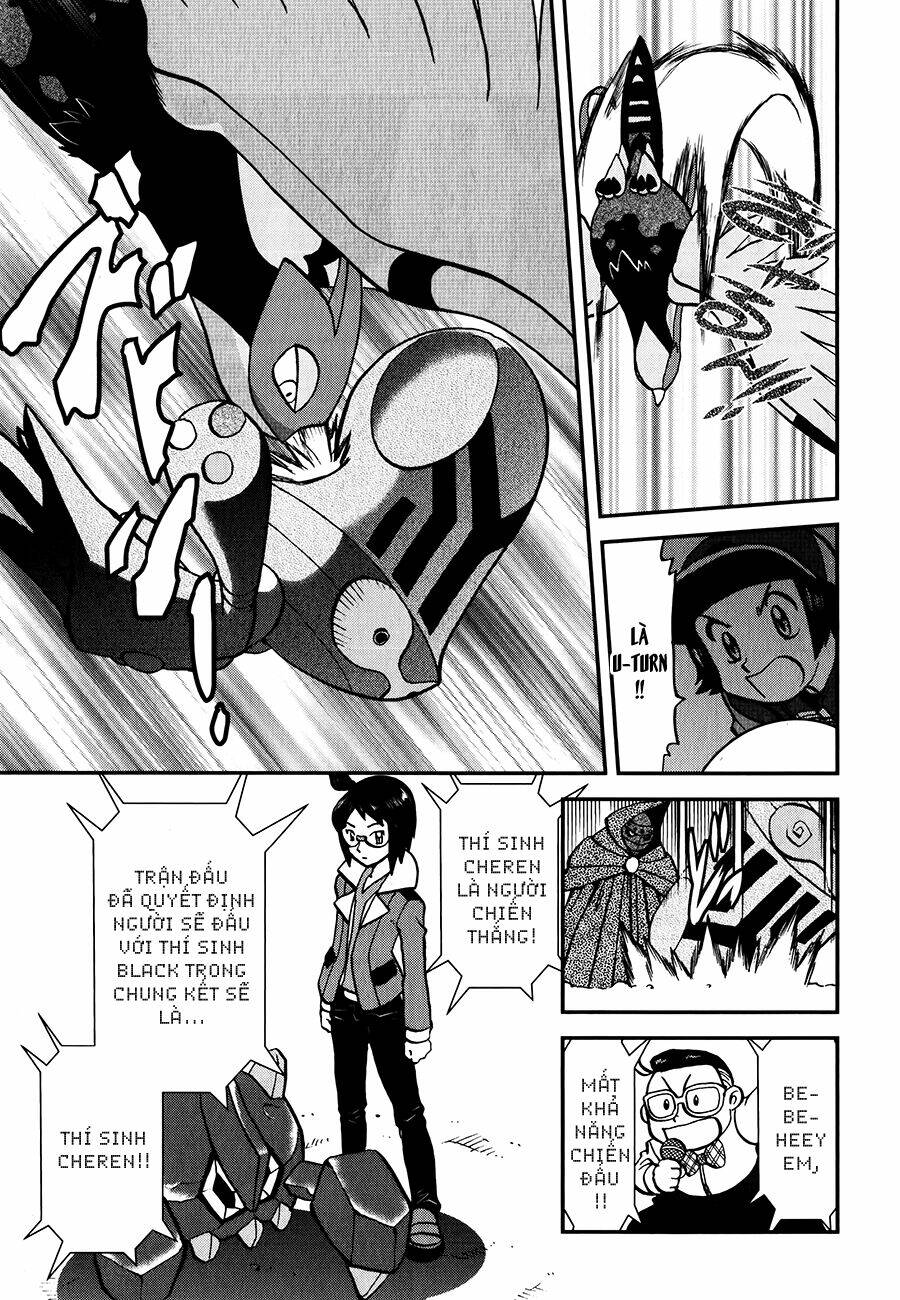 LÀ
U-TURN
!!
BE-
BE-
HEEY
EM,
MẤT
KHẢ
NĂNG
CHIẾN
ĐẤU
!!
THÍ SINH
CHEREN
LÀ NGƯỜI
CHIẾN
THẮNG!
TRẬN ĐẤU
ĐÃ QUYẾT ĐỊNH
NGƯỜI SẼ ĐẤU
VỚI THÍ SINH
BLACK TRONG
CHUNG KẾT SẼ
LÀ...
THÍ SINH
CHEREN!!